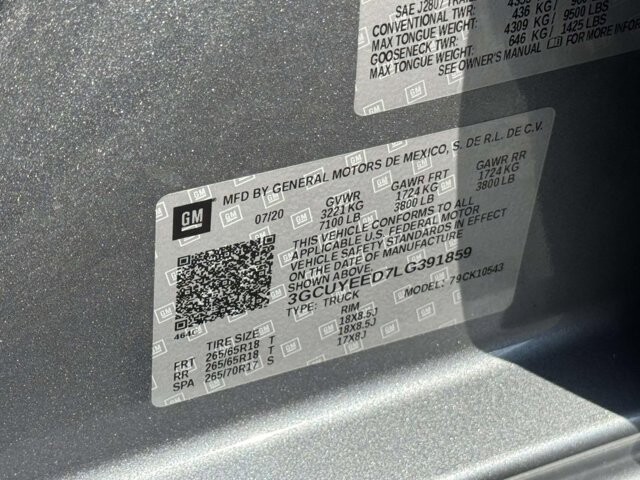 SAE J2807
CONVENTIONAL TWR:
MAX TONGUE WEIGHT: 436 KG
GOOSENECK TWR: 4309 KG 9500 LBS
MAX TONGUE WEIGHT: 646 KG 1425 LBS
SEE OWNER'S MANUAL FOR MORE
GM
MFD BY GENERAL MOTORS DE MEXICO, S. DE R.L. DE C.V.
07/20 GVWR GAWR FRT GAWR RR
3221 KG 1724 KG 1724 KG
7100 LB 3800 LB 3800 LB
THIS VEHICLE CONFORMS TO ALL
APPLICABLE U.S. FEDERAL MOTOR
VEHICLE SAFETY STANDARDS IN EFFECT
ON THE DATE OF MANUFACTURE
SHOWN ABOVE.
3GCUYEED7LG391859
TYPE: TRUCK MODEL: 79CK10543
464G
TIRE SIZE RIM
FRT 265/65R18 T 18X8.5J
RR 265/65R18 T 18X8.5J
SPA 265/70R17 S 17X8J